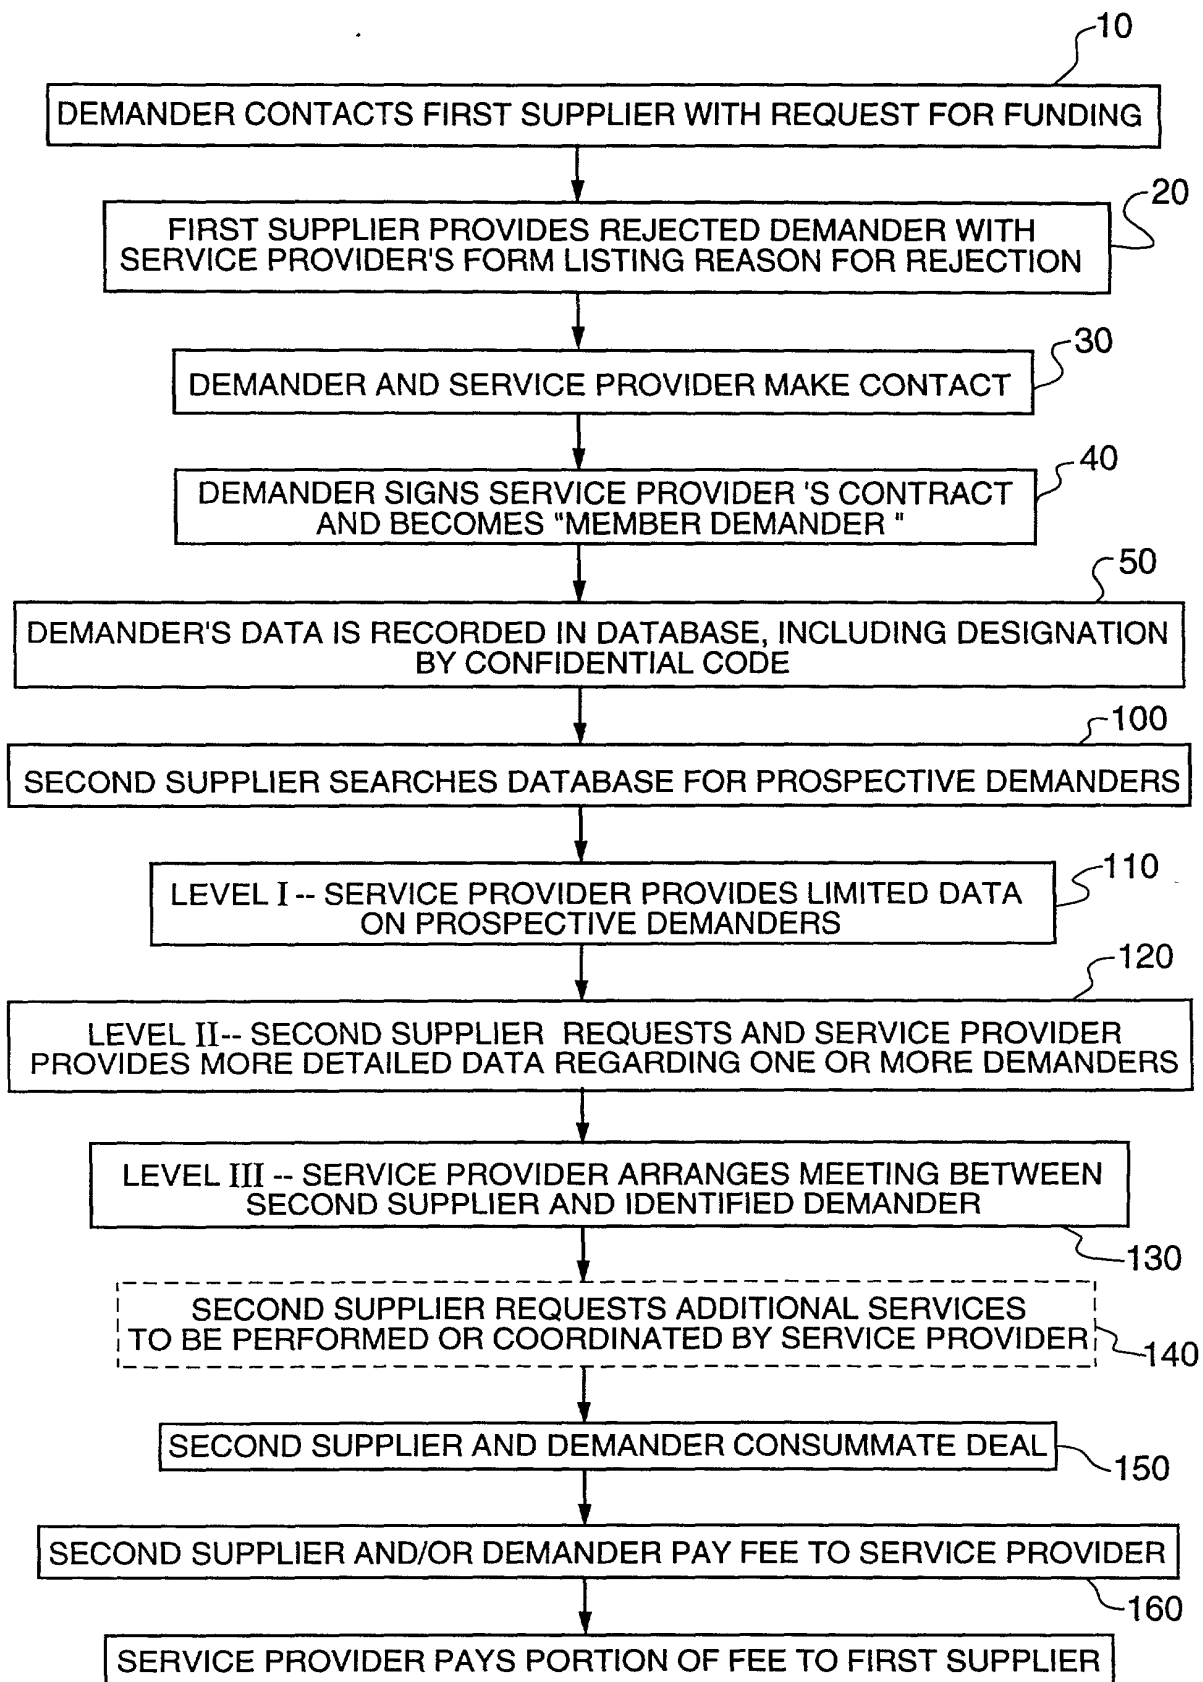 10
DEMANDER CONTACTS FIRST SUPPLIER WITH REQUEST FOR FUNDING
20
FIRST SUPPLIER PROVIDES REJECTED DEMANDER WITH
SERVICE PROVIDER'S FORM LISTING REASON FOR REJECTION
30
DEMANDER AND SERVICE PROVIDER MAKE CONTACT
40
DEMANDER SIGNS SERVICE PROVIDER 'S CONTRACT
AND BECOMES "MEMBER DEMANDER "
50
DEMANDER'S DATA IS RECORDED IN DATABASE, INCLUDING DESIGNATION
BY CONFIDENTIAL CODE
100
SECOND SUPPLIER SEARCHES DATABASE FOR PROSPECTIVE DEMANDERS
110
LEVEL I -- SERVICE PROVIDER PROVIDES LIMITED DATA
ON PROSPECTIVE DEMANDERS
120
LEVEL II-- SECOND SUPPLIER REQUESTS AND SERVICE PROVIDER
PROVIDES MORE DETAILED DATA REGARDING ONE OR MORE DEMANDERS
LEVEL III -- SERVICE PROVIDER ARRANGES MEETING BETWEEN
SECOND SUPPLIER AND IDENTIFIED DEMANDER
130
SECOND SUPPLIER REQUESTS ADDITIONAL SERVICES
TO BE PERFORMED OR COORDINATED BY SERVICE PROVIDER
140
SECOND SUPPLIER AND DEMANDER CONSUMMATE DEAL
150
SECOND SUPPLIER AND/OR DEMANDER PAY FEE TO SERVICE PROVIDER
160
SERVICE PROVIDER PAYS PORTION OF FEE TO FIRST SUPPLIER